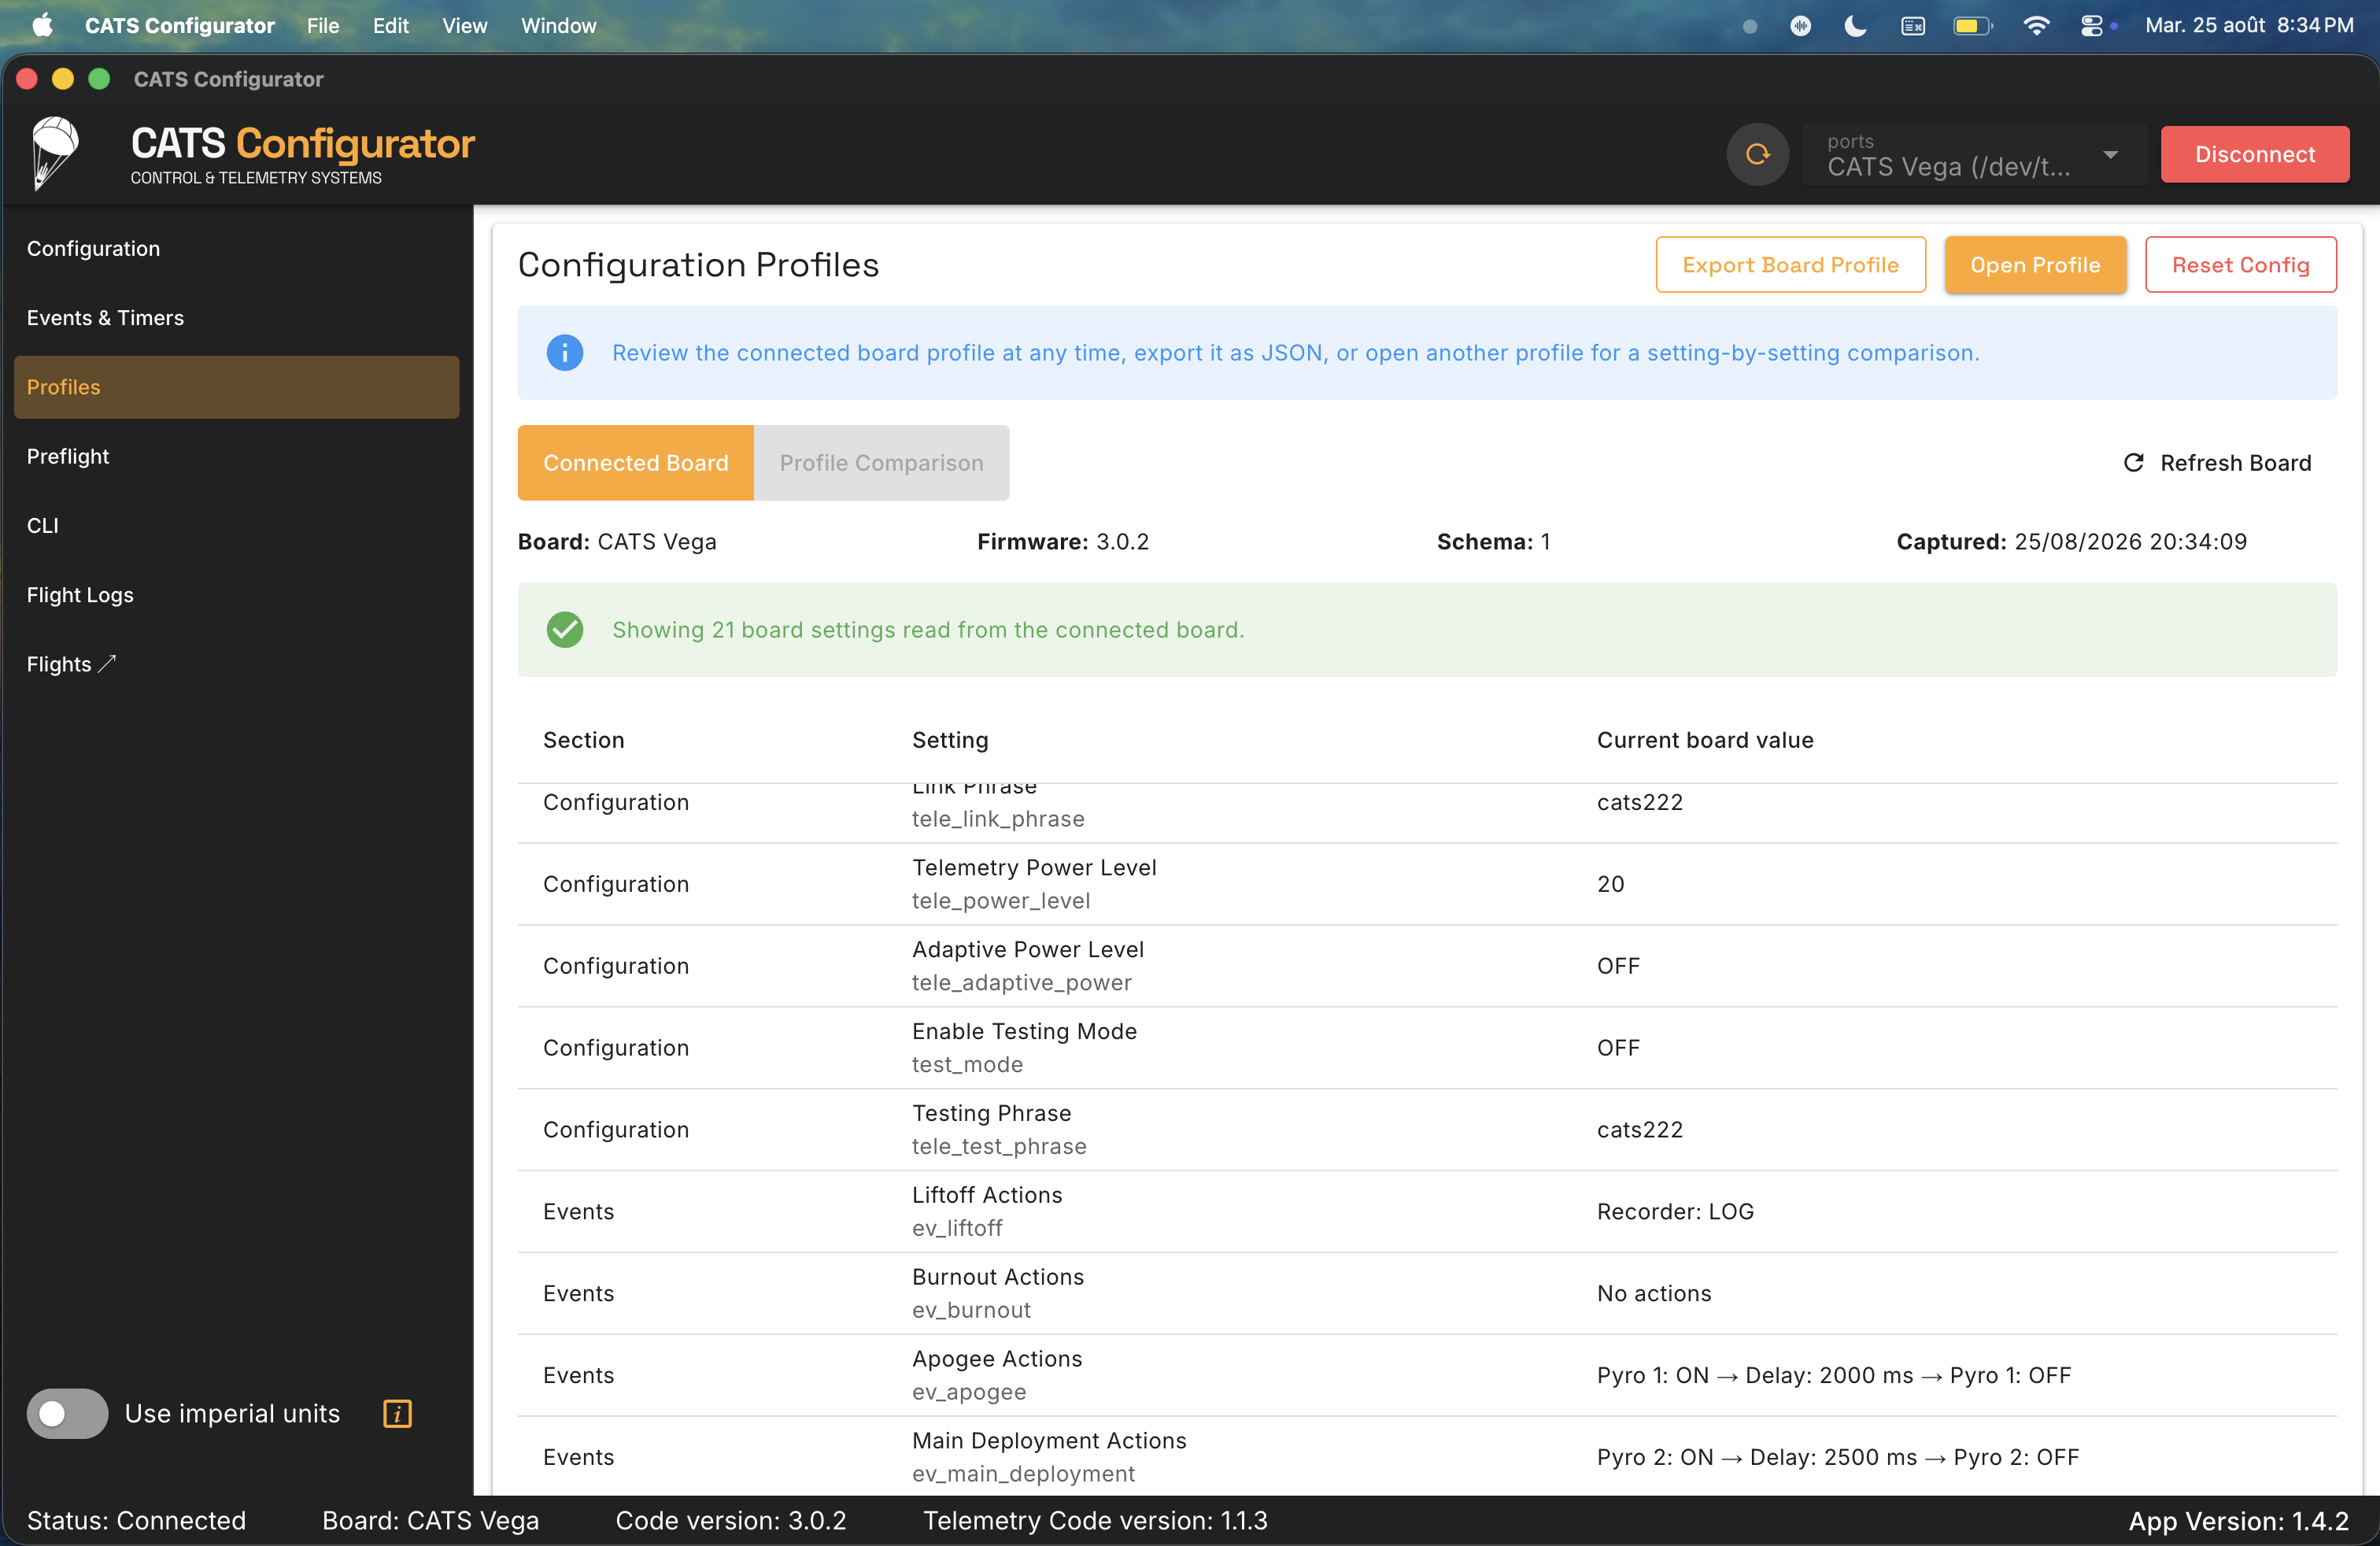 CATS Configurator File Edit View Window Mar. 25 août 8:34 PM
CATS Configurator
CATS Configurator
CONTROL & TELEMETRY SYSTEMS
ports
CATS Vega (/dev/t...
Disconnect
Configuration
Events & Timers
Profiles
Preflight
CLI
Flight Logs
Flights
Use imperial units
Configuration Profiles
Export Board Profile
Open Profile
Reset Config
Review the connected board profile at any time, export it as JSON, or open another profile for a setting-by-setting comparison.
Connected Board
Profile Comparison
Refresh Board
Board: CATS Vega
Firmware: 3.0.2
Schema: 1
Captured: 25/08/2026 20:34:09
Showing 21 board settings read from the connected board.
Section Setting Current board value
Link Phrase
Configuration cats222
tele_link_phrase
Telemetry Power Level
Configuration 20
tele_power_level
Adaptive Power Level
Configuration OFF
tele_adaptive_power
Enable Testing Mode
Configuration OFF
test_mode
Testing Phrase
Configuration cats222
tele_test_phrase
Liftoff Actions
Events Recorder: LOG
ev_liftoff
Burnout Actions
Events No actions
ev_burnout
Apogee Actions
Events Pyro 1: ON → Delay: 2000 ms → Pyro 1: OFF
ev_apogee
Main Deployment Actions
Events Pyro 2: ON → Delay: 2500 ms → Pyro 2: OFF
ev_main_deployment
Status: Connected Board: CATS Vega Code version: 3.0.2 Telemetry Code version: 1.1.3 App Version: 1.4.2